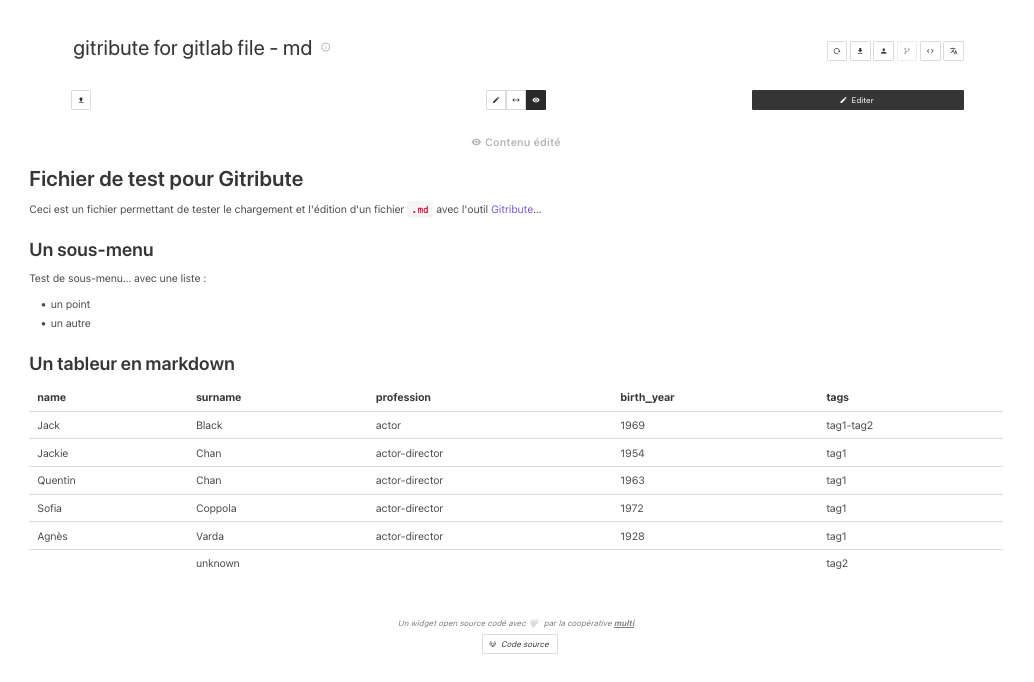 gitribute for gitlab file - md
Editer
Contenu édité
Fichier de test pour Gitribute
Ceci est un fichier permettant de tester le chargement et l'édition d'un fichier .md avec l'outil Gitribute...
Un sous-menu
Test de sous-menu... avec une liste :
• un point
• un autre
Un tableur en markdown
name surname profession birth_year tags
Jack Black actor 1969 tag1-tag2
Jackie Chan actor-director 1954 tag1
Quentin Chan actor-director 1963 tag1
Sofia Coppola actor-director 1972 tag1
Agnès Varda actor-director 1928 tag1
unknown tag2
Un widget open source codé avec 🤍 par la coopérative multi
Code source